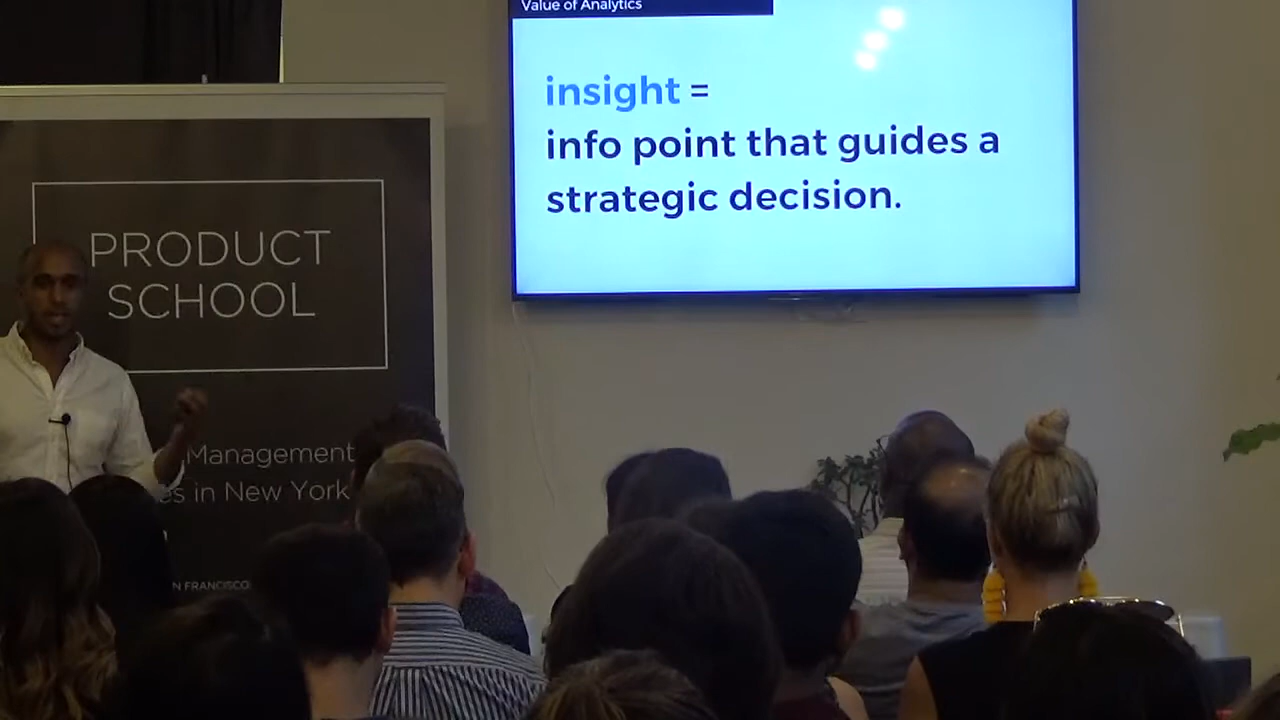 Value of Analytics
insight =
info point that guides a
strategic decision.
PRODUCT
SCHOOL
Management
in New York
FRANCISCO